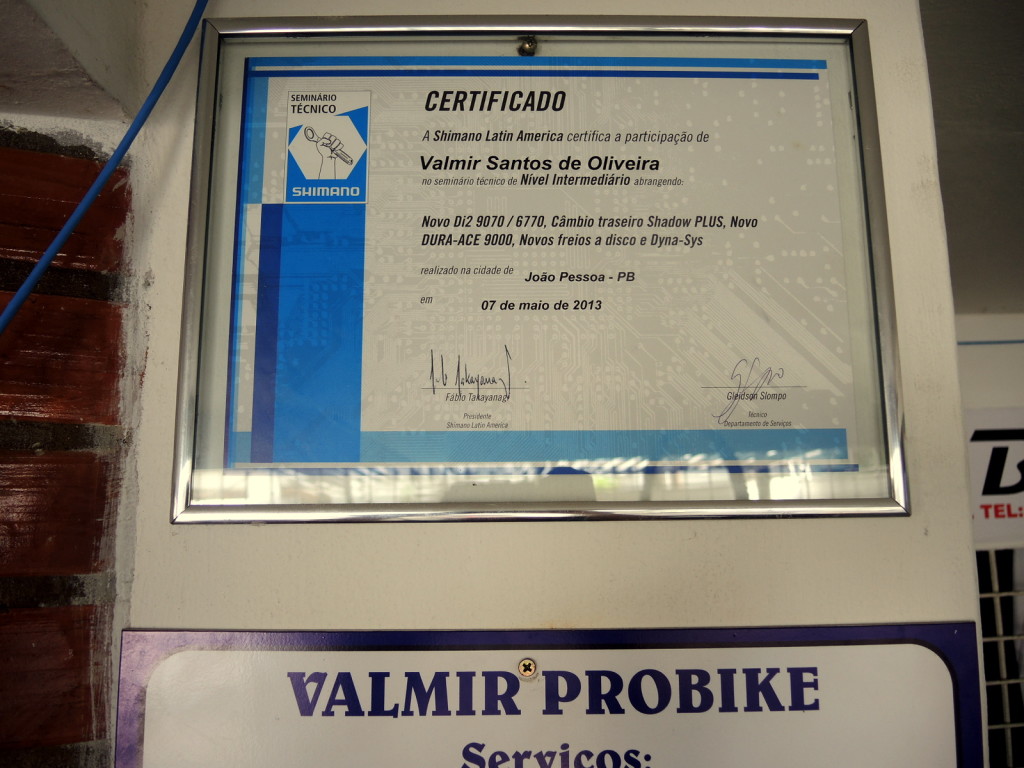 SEMINÁRIO
TÉCNICO
SHIMANO
CERTIFICADO
A Shimano Latin America certifica a participação de
Valmir Santos de Oliveira
no seminário técnico de Nível Intermediário abrangendo:
Novo Di2 9070 / 6770, Câmbio traseiro Shadow PLUS, Novo
DURA-ACE 9000, Novos freios a disco e Dyna-Sys
realizado na cidade de João Pessoa - PB
em 07 de maio de 2013
Fábio Takayanagi
Presidente
Shimano Latin America
Gleidson Slompo
Técnico
Departamento de Serviços
TEL:
VALMIR PROBIKE
Serviços: